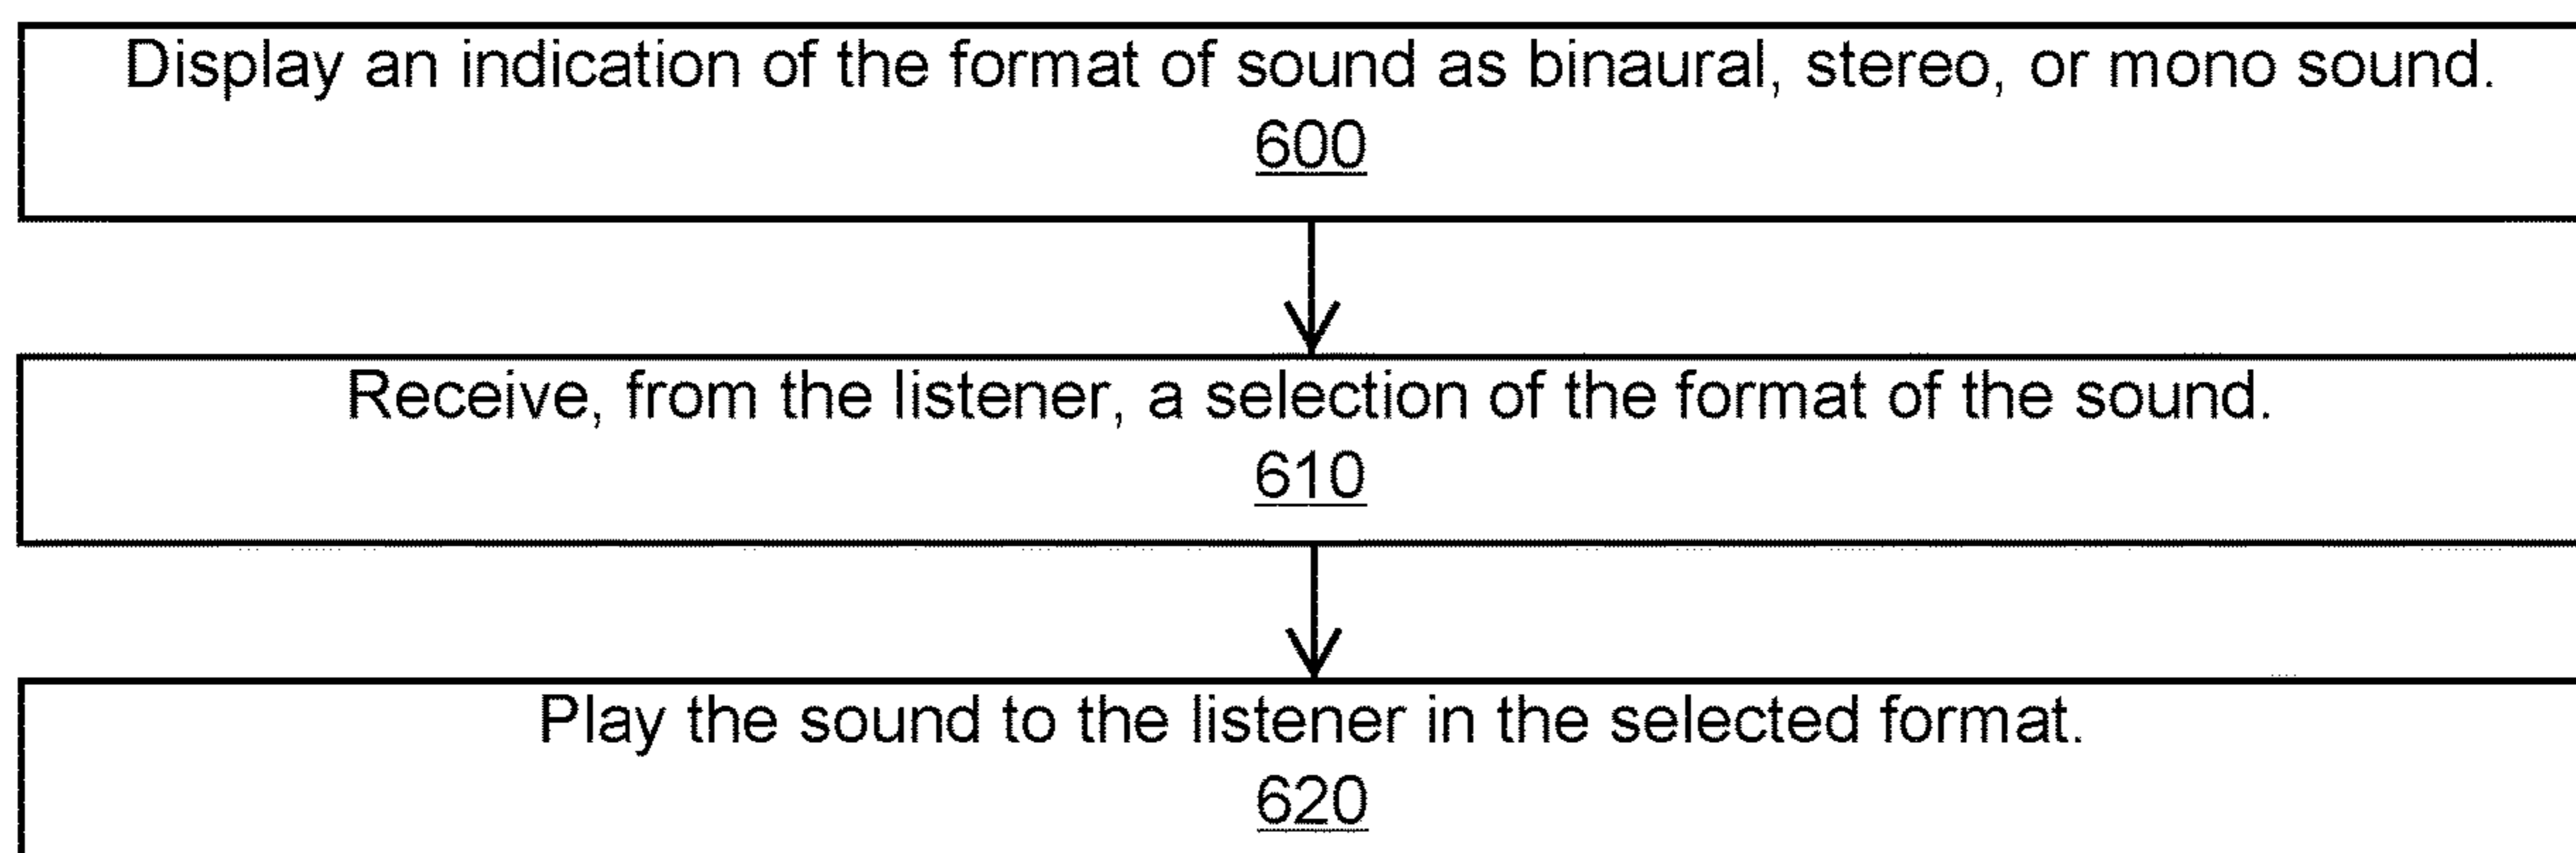 Display an indication of the format of sound as binaural, stereo, or mono sound.
600
Receive, from the listener, a selection of the format of the sound.
610
Play the sound to the listener in the selected format.
620